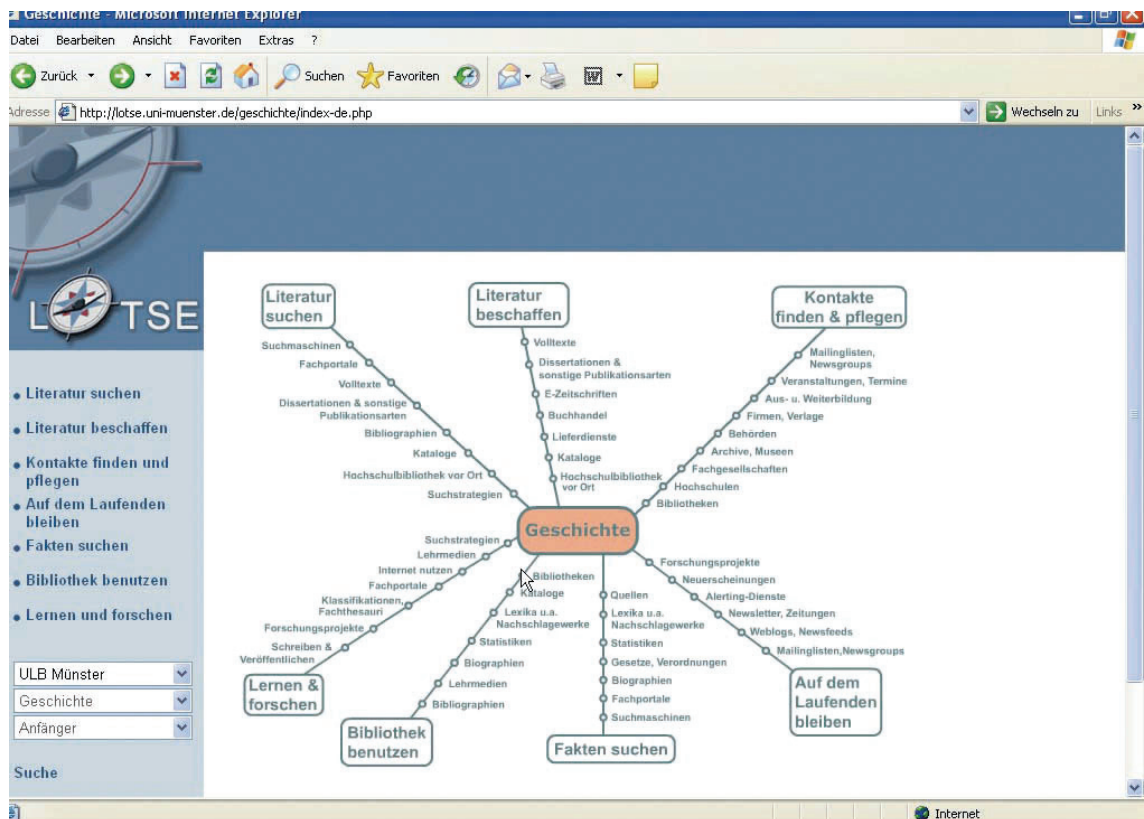 Geschichte - Microsoft Internet Explorer
Datei Bearbeiten Ansicht Favoriten Extras ?
Zurück Suchen Favoriten
Adresse http://lotse.uni-muenster.de/geschichte/index-de.php Wechseln zu Links »
LOTSE
Literatur suchen
Literatur beschaffen
Kontakte finden und
pflegen
Auf dem Laufenden
bleiben
Fakten suchen
Bibliothek benutzen
Lernen und forschen
ULB Münster
Geschichte
Anfänger
Suche
Literatur
suchen
Suchmaschinen
Fachportale
Volltexte
Dissertationen & sonstige
Publikationsarten
Bibliographien
Kataloge
Hochschulbibliothek vor Ort
Suchstrategien
Literatur
beschaffen
Volltexte
Dissertationen &
sonstige Publikationsarten
E-Zeitschriften
Buchhandel
Lieferdienste
Kataloge
Hochschulbibliothek
vor Ort
Kontakte
finden & pflegen
Mailinglisten,
Newsgroups
Veranstaltungen, Termine
Aus- u. Weiterbildung
Firmen, Verlage
Behörden
Archive, Museen
Fachgesellschaften
Hochschulen
Bibliotheken
Geschichte
Suchstrategien
Lehrmedien
Internet nutzen
Fachportale
Klassifikationen,
Fachthesauri
Forschungsprojekte
Schreiben &
Veröffentlichen
Lernen &
forschen
Bibliotheken
Kataloge
Lexika u.a.
Nachschlagewerke
Statistiken
Biographien
Lehrmedien
Bibliographien
Bibliothek
benutzen
Quellen
Lexika u.a.
Nachschlagewerke
Statistiken
Gesetze, Verordnungen
Biographien
Fachportale
Suchmaschinen
Fakten suchen
Forschungsprojekte
Neuerscheinungen
Alerting-Dienste
Newsletter, Zeitungen
Weblogs, Newsfeeds
Mailinglisten,Newsgroups
Auf dem
Laufenden
bleiben
Internet